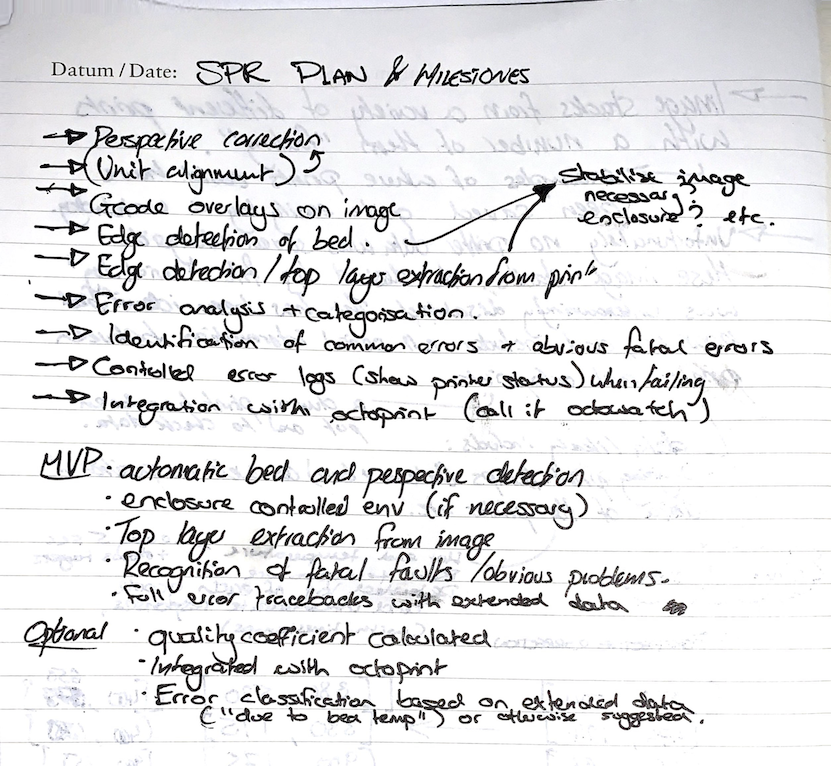 Datum / Date: SPR PLAN & MILESTONES
→ Perspective correction
→ (Unit alignment)
→ Gcode overlays on image
→ Edge detection of bed.
→ Edge detection / top layer extraction from print
Stabilise image
necessary?
enclosure? etc.
→ Error analysis + categorisation.
→ Identification of common errors + obvious fatal errors
→ Controlled error logs (show printer status) when failing
→ Integration with octoprint (call it octowatch)
MVP · automatic bed and pespective detection
· enclosure controlled env (if necessary)
· Top layer extraction from image
· Recognition of fatal faults / obvious problems.
· Full error tracebacks with extended data
Optional · quality coefficient calculated
· Integrated with octoprint
· Error classification based on extended data
("due to bed temp") or otherwise suggested.